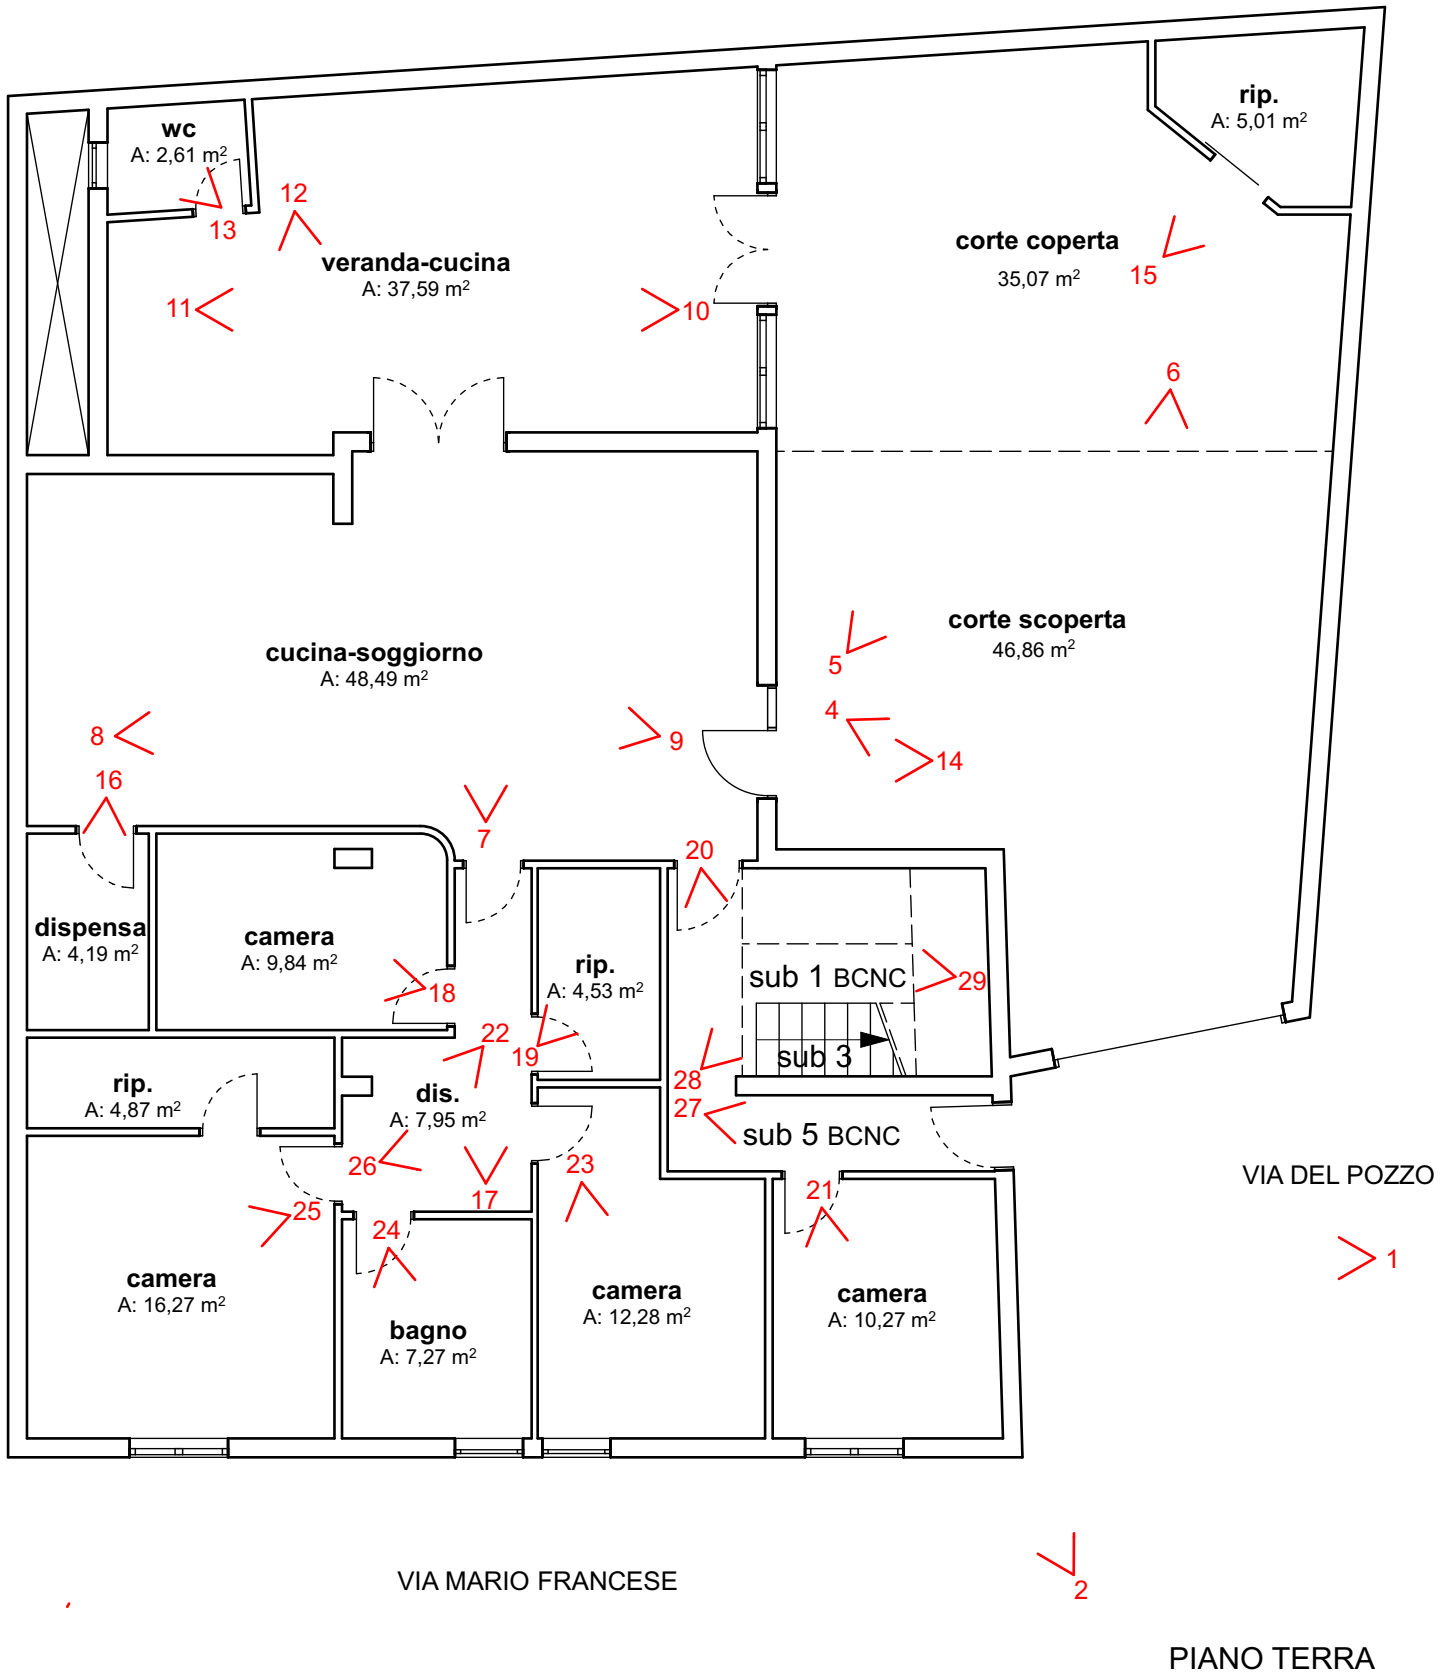 rip.
A: 5,01 m²
wc
A: 2,61 m²
12
13
veranda-cucina
A: 37,59 m²
corte coperta
35,07 m²
15
11
10
6
corte scoperta
46,86 m²
cucina-soggiorno
A: 48,49 m²
5
4
8
9
14
16
7
20
dispensa
A: 4,19 m²
camera
A: 9,84 m²
rip.
A: 4,53 m²
sub 1 BCNC
29
18
22
19
sub 3
28
rip.
A: 4,87 m²
dis.
A: 7,95 m²
27
sub 5 BCNC
26
23
17
21
VIA DEL POZZO
25
24
1
camera
A: 16,27 m²
bagno
A: 7,27 m²
camera
A: 12,28 m²
camera
A: 10,27 m²
VIA MARIO FRANCESE
2
PIANO TERRA